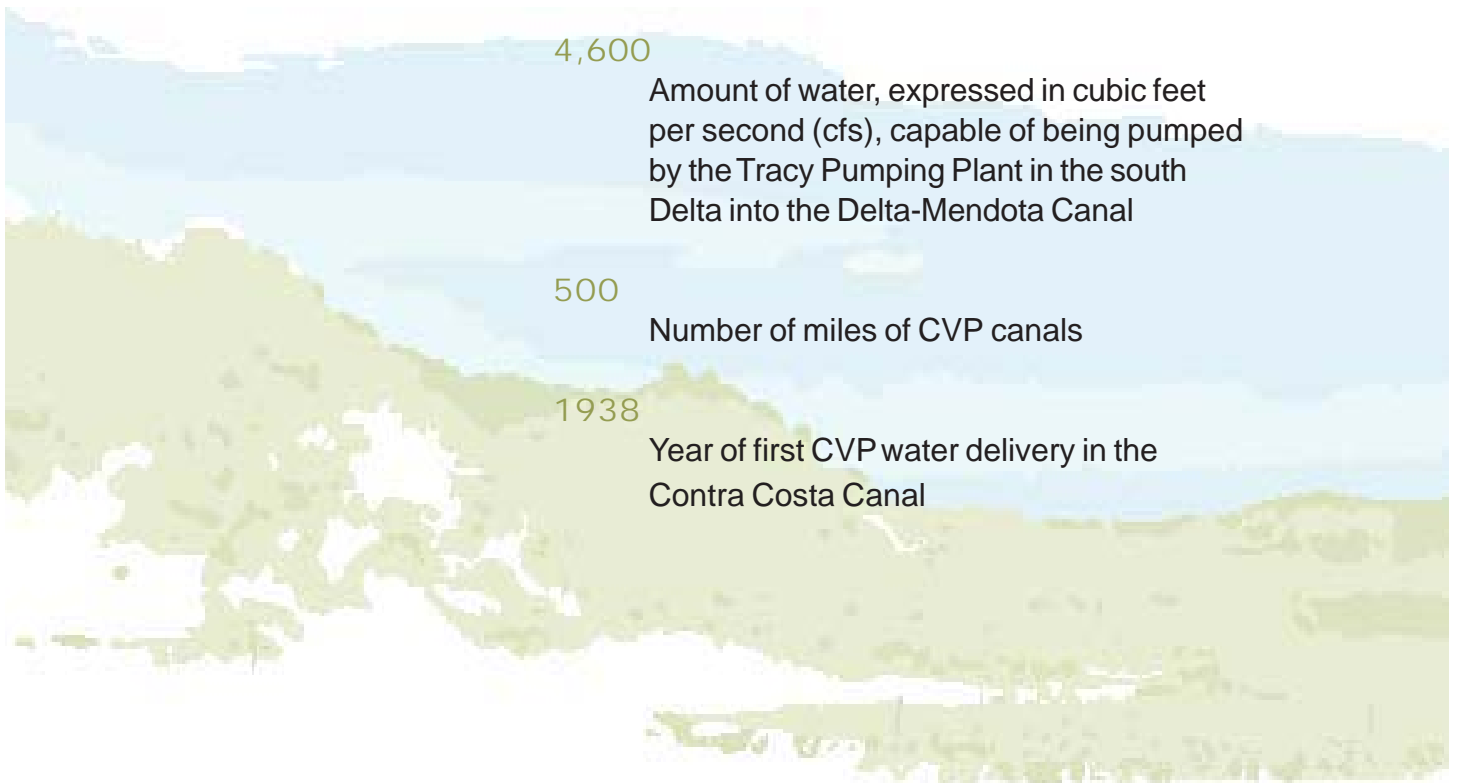 4,600
Amount of water, expressed in cubic feet
per second (cfs), capable of being pumped
by the Tracy Pumping Plant in the south
Delta into the Delta-Mendota Canal
500
Number of miles of CVP canals
1938
Year of first CVP water delivery in the
Contra Costa Canal